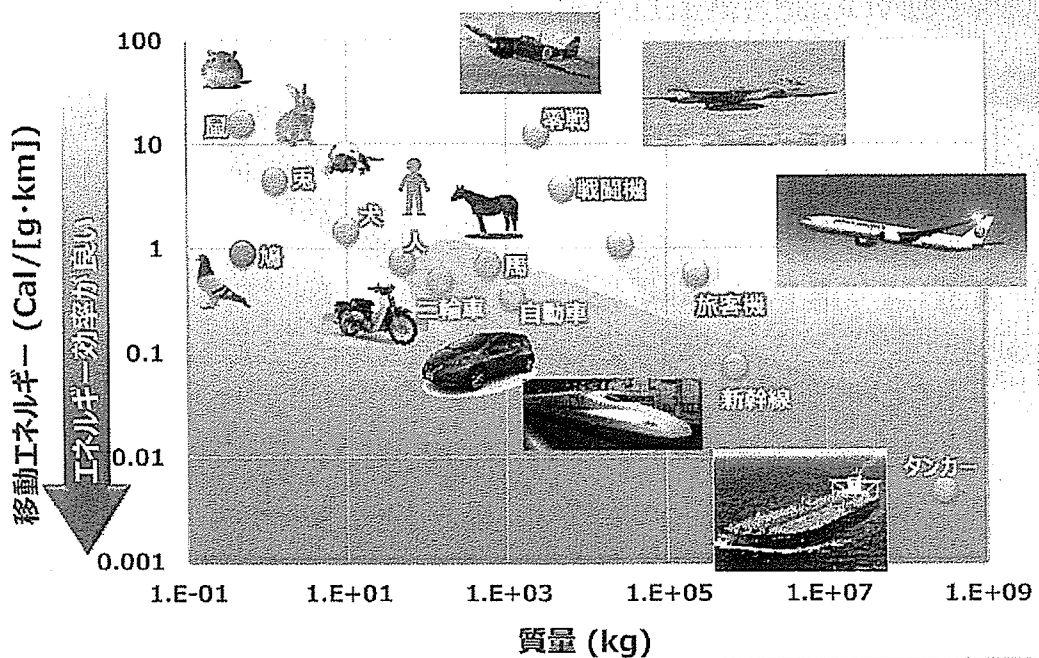 移動エネルギー (Cal/[g·km])
エネルギー効率が良い
100
10
1
0.1
0.01
0.001
鼠
兎
犬
人
鳩
馬
二輪車
自動車
零戦
戦闘機
旅客機
新幹線
タンカー
1.E-01
1.E+01
1.E+03
1.E+05
1.E+07
1.E+09
質量 (kg)